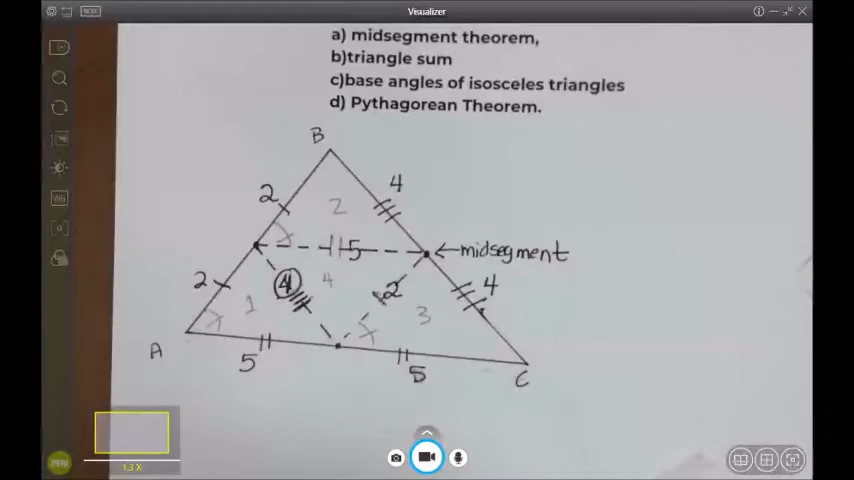 Visualizer
a) midsegment theorem,
b)triangle sum
c)base angles of isosceles triangles
d) Pythagorean Theorem.
B
2
4
2
5
←midsegment
2
4
4
2
4
1
3
A
5
5
C
MENU
1.3 X